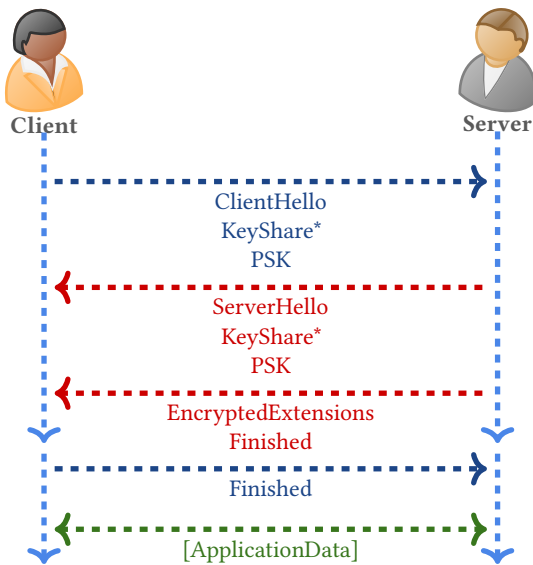 Client
Server
ClientHello
KeyShare*
PSK
ServerHello
KeyShare*
PSK
EncryptedExtensions
Finished
Finished
[ApplicationData]